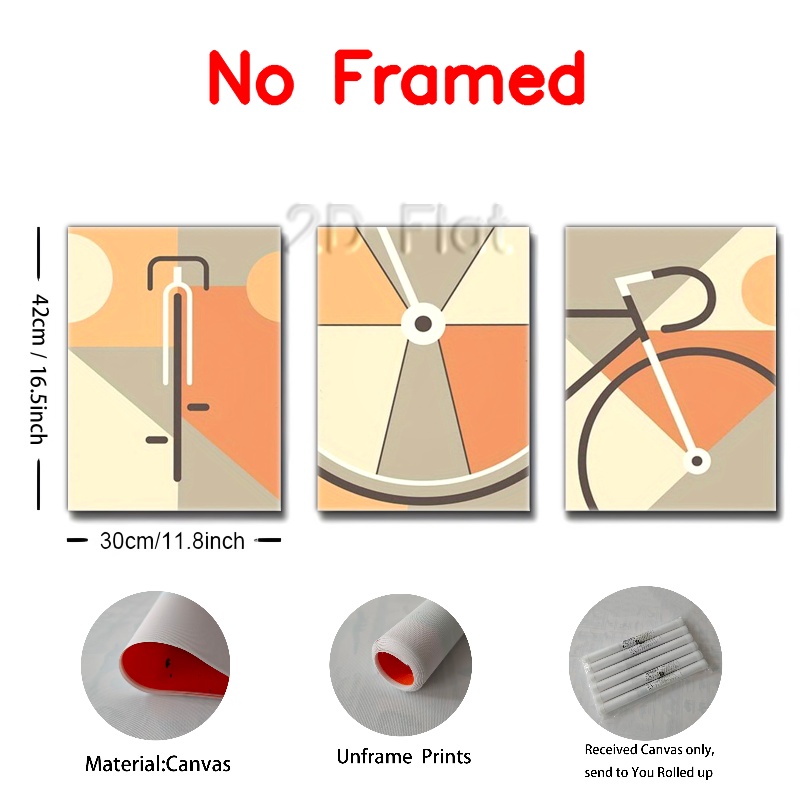 No Framed
2D Flat
42cm / 16.5inch
30cm/11.8inch
Material:Canvas
Unframe Prints
Received Canvas only,
send to You Rolled up